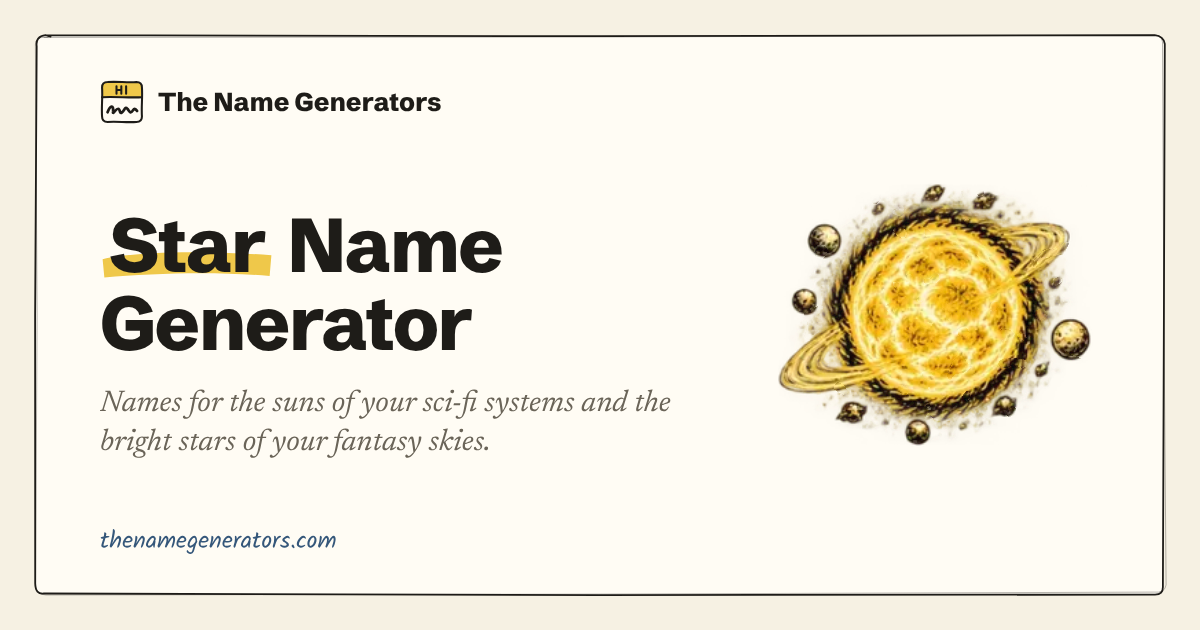 HI
The Name Generators
Star Name
Generator
Names for the suns of your sci-fi systems and the
bright stars of your fantasy skies.
thenamegenerators.com